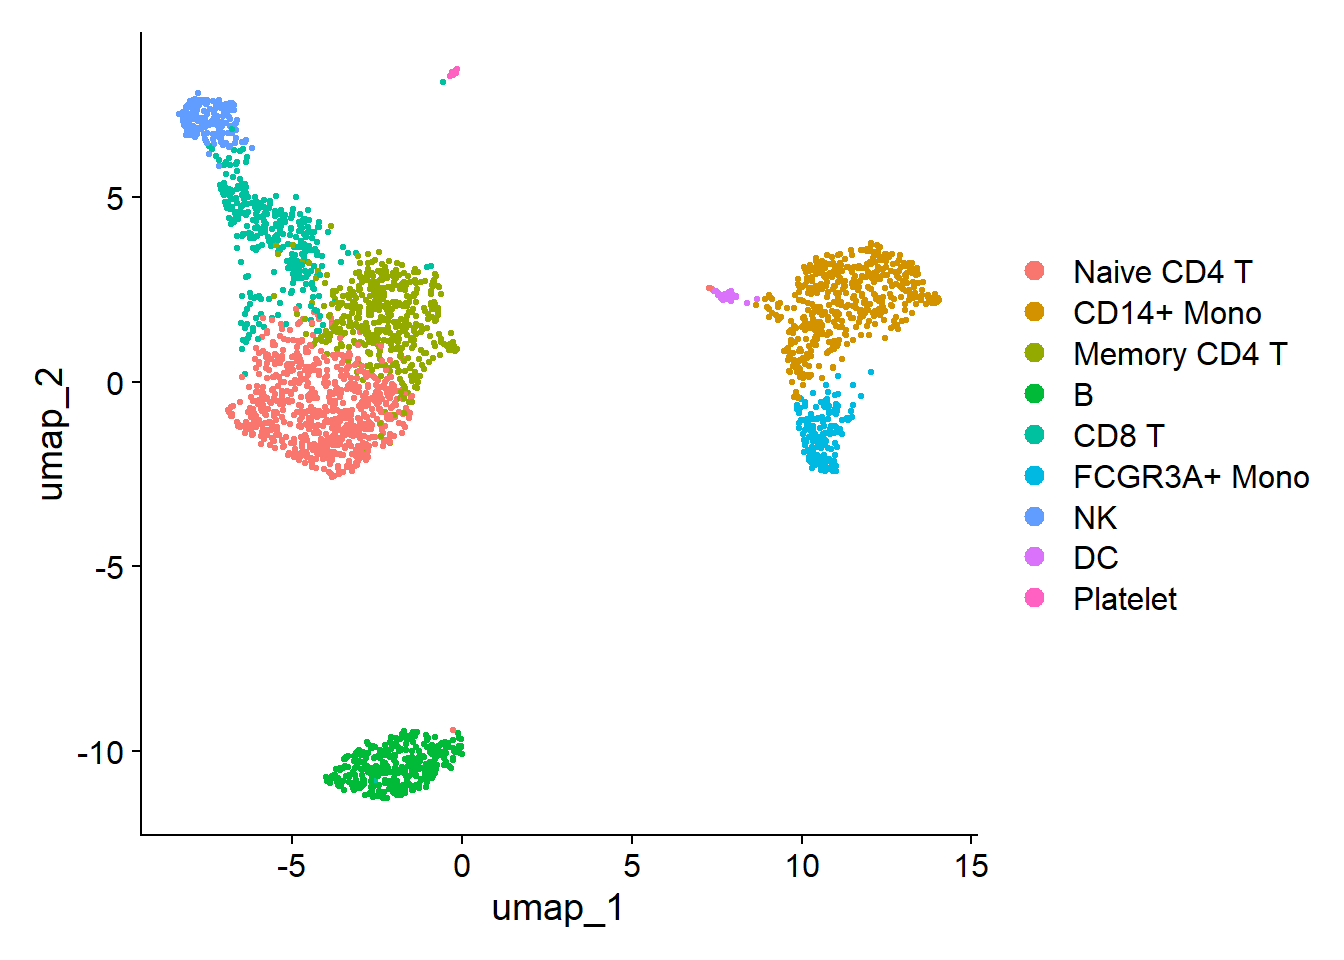 5
0
-5
-10
umap_2
-5
0
5
10
15
umap_1
Naive CD4 T
CD14+ Mono
Memory CD4 T
B
CD8 T
FCGR3A+ Mono
NK
DC
Platelet